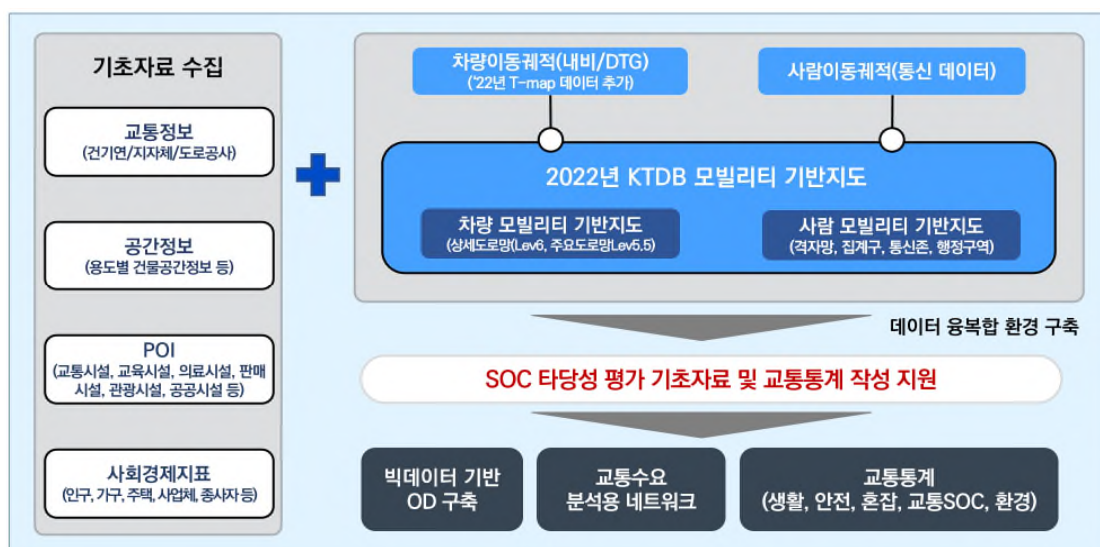 기초자료 수집
교통정보
(건기연/지자체/도로공사)
공간정보
(용도별 건물공간정보 등)
POI
(교통시설, 교육시설, 의료시설, 판매
시설, 관광시설, 공공시설 등)
사회경제지표
(인구, 가구, 주택, 사업체, 종사자 등)
차량이동궤적(내비/DTG)
('22년 T-map 데이터 추가)
사람이동궤적(통신 데이터)
2022년 KTDB 모빌리티 기반지도
차량 모빌리티 기반지도
(상세도로망(Lev6, 주요도로망Lev5.5)
사람 모빌리티 기반지도
(격자망, 집계구, 통신존, 행정구역)
데이터 융복합 환경 구축
SOC 타당성 평가 기초자료 및 교통통계 작성 지원
빅데이터 기반
OD 구축
교통수요
분석용 네트워크
교통통계
(생활, 안전, 혼잡, 교통SOC, 환경)